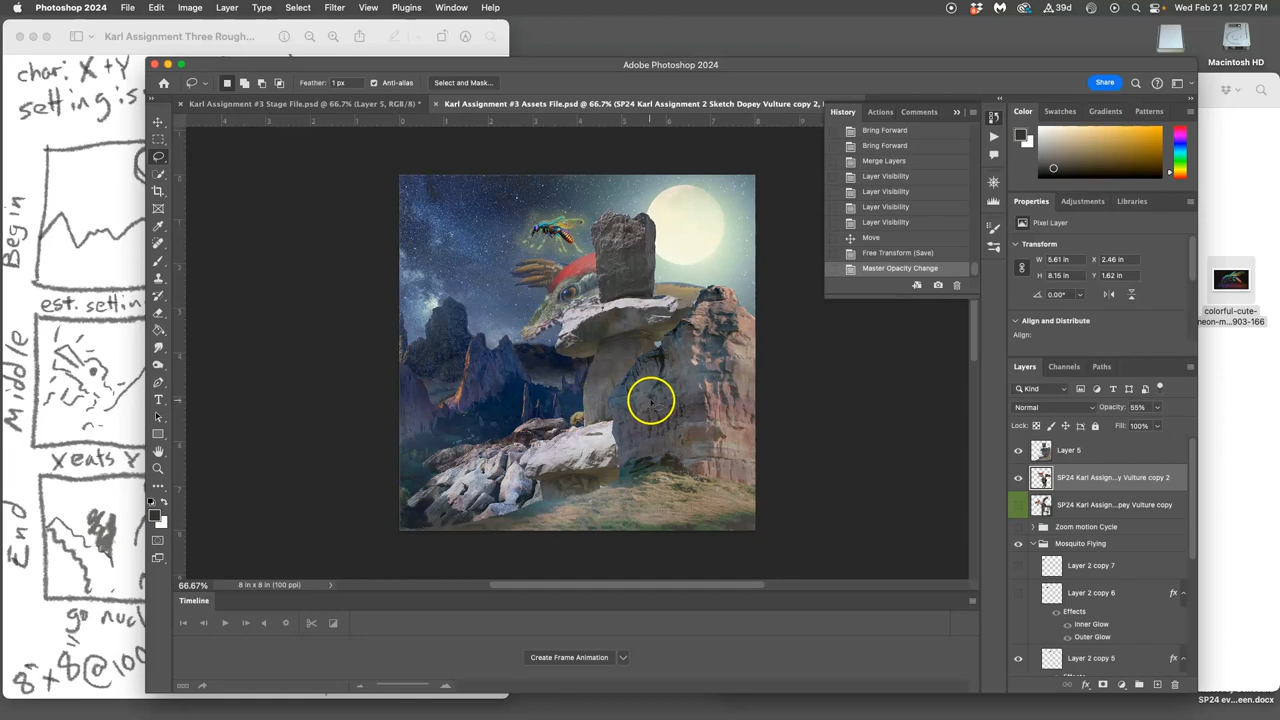 Photoshop 2024 File Edit Image Layer Type Select Filter View Plugins Window Help
39d Wed Feb 21 12:07 PM
Karl Assignment Three Rough...
Macintosh HD
char: X + Y
setting is
Begin
est. settin
Middle
X eats Y
End
go nucl
8" x 8" @ 100
Adobe Photoshop 2024
Feather: 1 px Anti-alias Select and Mask... Share
Karl Assignment #3 Stage File.psd @ 66.7% (Layer 5, RGB/8) *
Karl Assignment #3 Assets File.psd @ 66.7% (SP24 Karl Assignment 2 Sketch Dopey Vulture copy 2,
History Actions Comments
Bring Forward
Bring Forward
Merge Layers
Layer Visibility
Layer Visibility
Layer Visibility
Layer Visibility
Move
Free Transform (Save)
Master Opacity Change
Color Swatches Gradients Patterns
Properties Adjustments Libraries
Pixel Layer
Transform
W: 5.61 in X: 2.46 in
H: 8.15 in Y: 1.62 in
0.00°
Align and Distribute
Align:
Layers Channels Paths
Kind
Normal Opacity: 55%
Lock: Fill: 100%
Layer 5
SP24 Karl Assign...y Vulture copy 2
SP24 Karl Assign...pey Vulture copy
Zoom motion Cycle
Mosquito Flying
Layer 2 copy 7
Layer 2 copy 6 fx
Effects
Inner Glow
Outer Glow
Layer 2 copy 5 fx
66.67% 8 in x 8 in (100 ppi)
Timeline
Create Frame Animation
colorful-cute-
neon-m...903-166
SP24 ev...een.docx